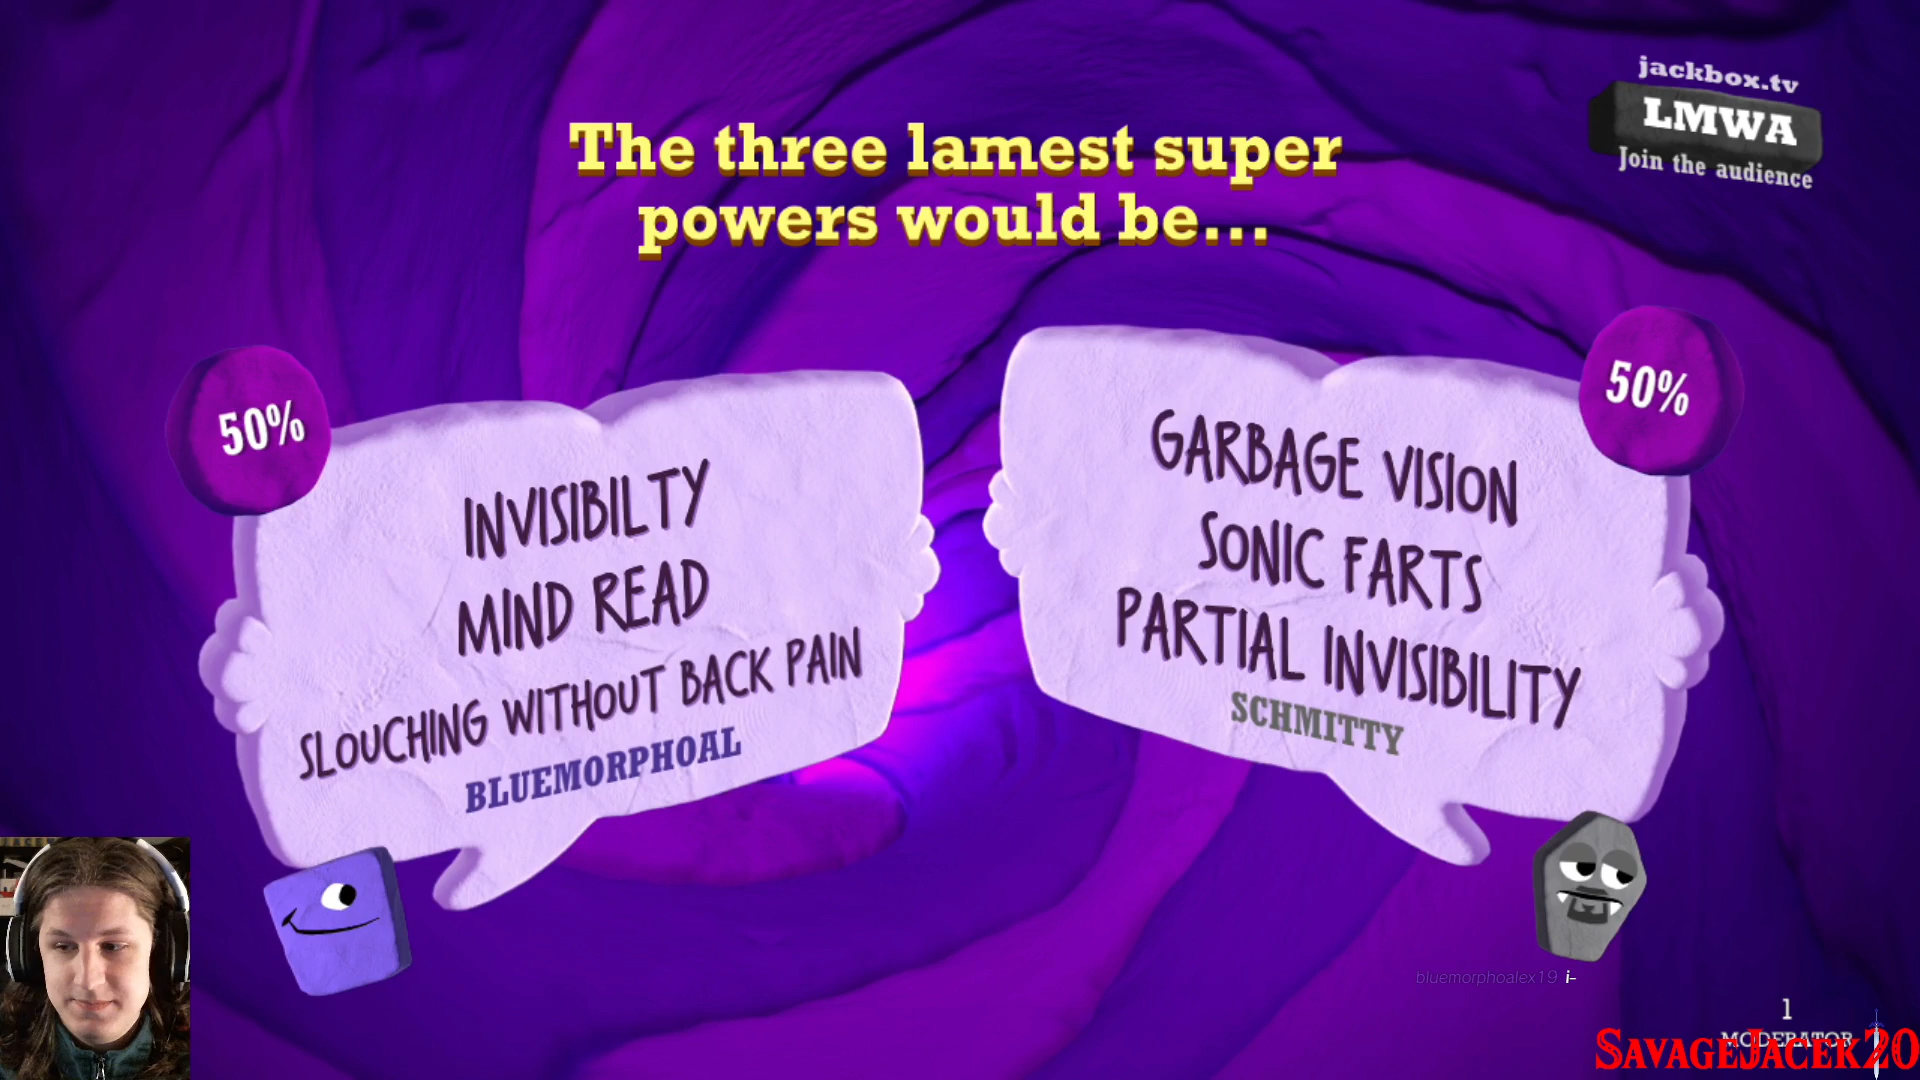 jackbox.tv
LMWA
Join the audience
The three lamest super
powers would be...
50%
INVISIBILTY
MIND READ
SLOUCHING WITHOUT BACK PAIN
BLUEMORPHOAL
50%
GARBAGE VISION
SONIC FARTS
PARTIAL INVISIBILITY
SCHMITTY
bluemorphoalex19 i-
1
MODERATOR
SAVAGEJACEK20